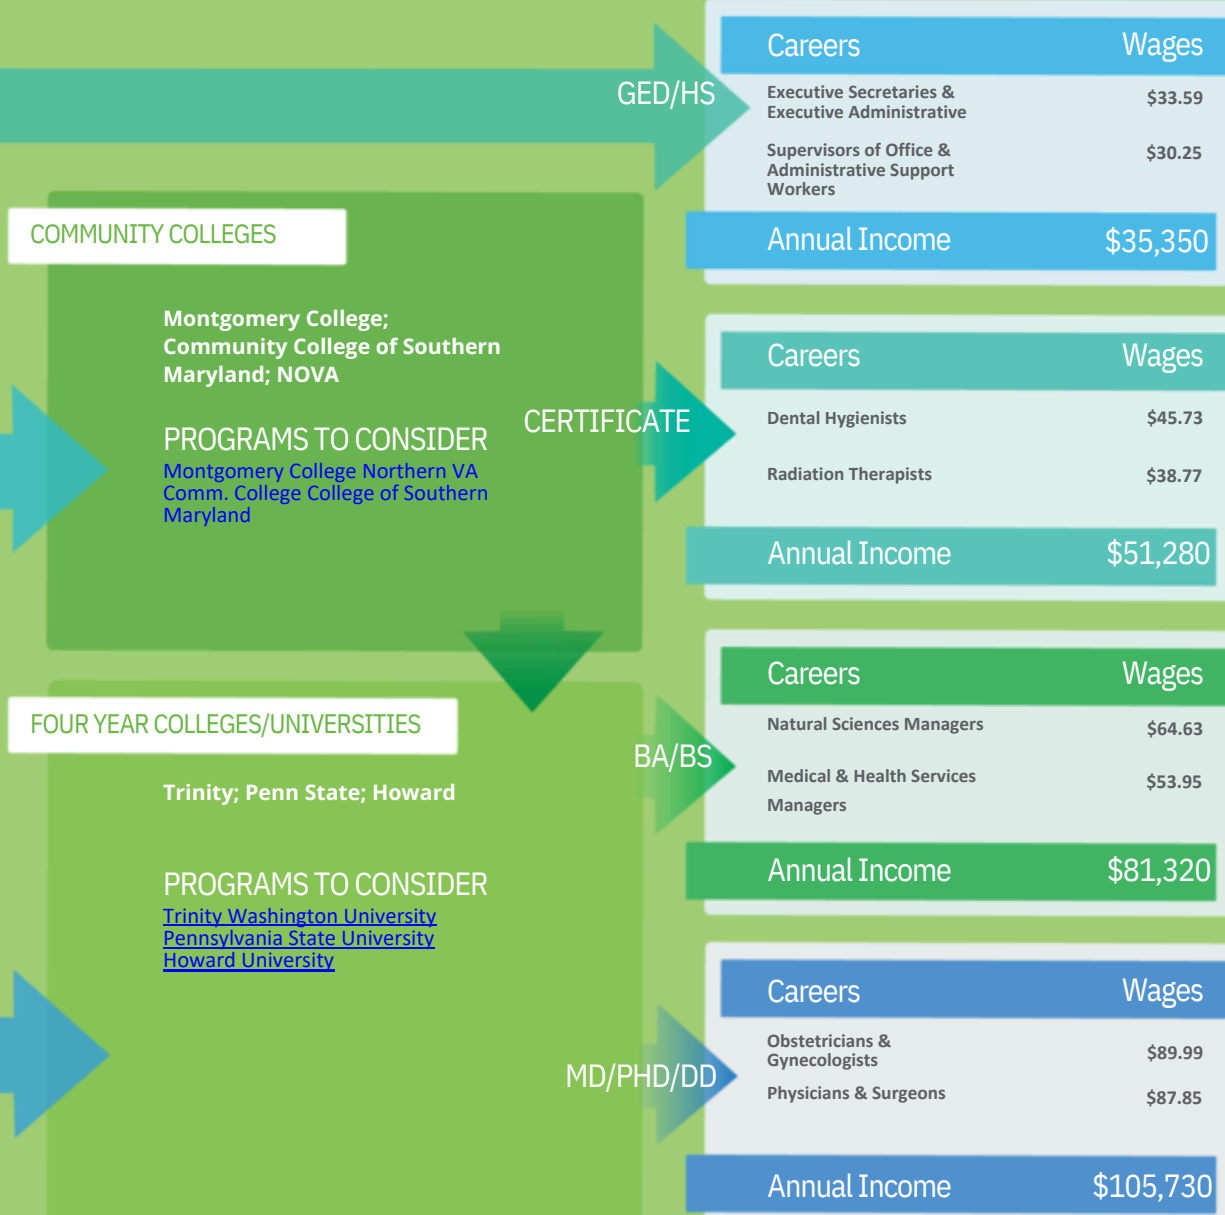 GED/HS
Careers Wages
Executive Secretaries &
Executive Administrative
$33.59
Supervisors of Office &
Administrative Support
Workers
$30.25
Annual Income $35,350
COMMUNITY COLLEGES
Montgomery College;
Community College of Southern
Maryland; NOVA
PROGRAMS TO CONSIDER
Montgomery College Northern VA
Comm. College College of Southern
Maryland
CERTIFICATE
Careers Wages
Dental Hygienists $45.73
Radiation Therapists $38.77
Annual Income $51,280
FOUR YEAR COLLEGES/UNIVERSITIES
Trinity; Penn State; Howard
PROGRAMS TO CONSIDER
Trinity Washington University
Pennsylvania State University
Howard University
BA/BS
Careers Wages
Natural Sciences Managers $64.63
Medical & Health Services
Managers
$53.95
Annual Income $81,320
MD/PHD/DD
Careers Wages
Obstetricians &
Gynecologists
$89.99
Physicians & Surgeons $87.85
Annual Income $105,730